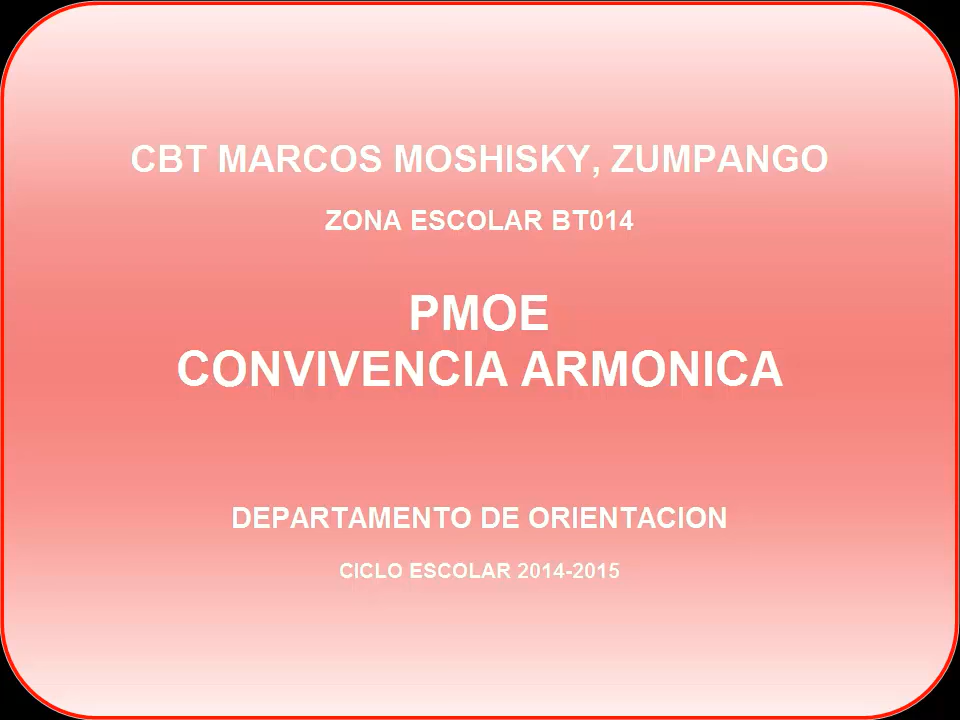 CBT MARCOS MOSHISKY, ZUMPANGO
ZONA ESCOLAR BT014
PMOE
CONVIVENCIA ARMONICA
DEPARTAMENTO DE ORIENTACION
CICLO ESCOLAR 2014-2015